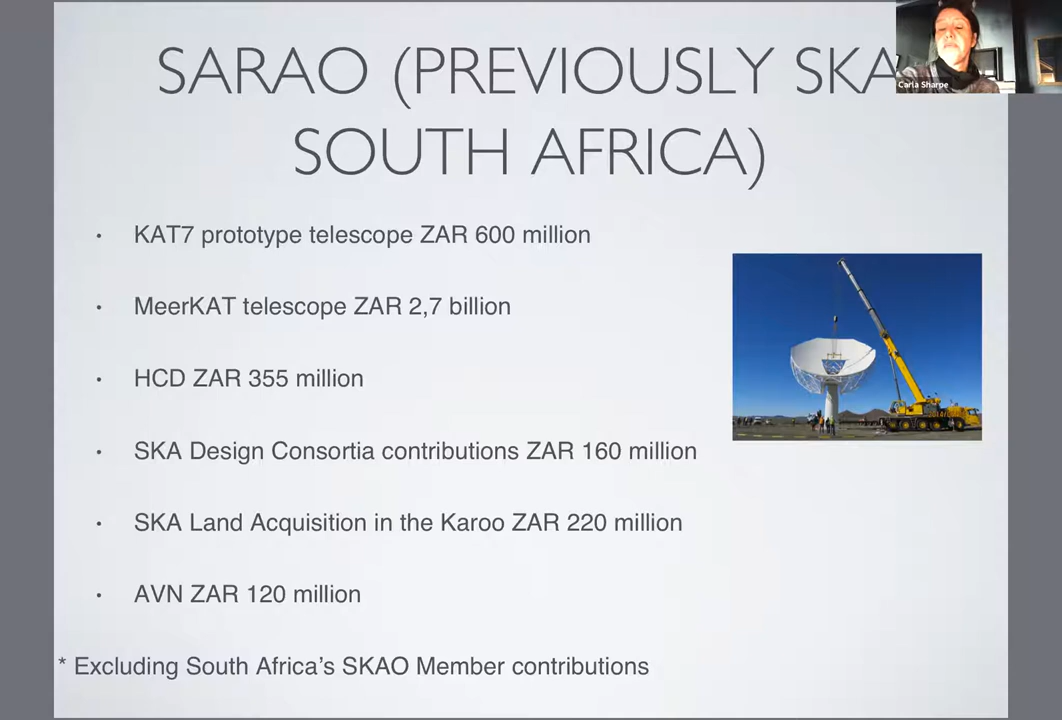 SARAO (PREVIOUSLY SKA
SOUTH AFRICA)
Carla Sharpe
• KAT7 prototype telescope ZAR 600 million
• MeerKAT telescope ZAR 2,7 billion
• HCD ZAR 355 million
• SKA Design Consortia contributions ZAR 160 million
• SKA Land Acquisition in the Karoo ZAR 220 million
• AVN ZAR 120 million
* Excluding South Africa’s SKAO Member contributions